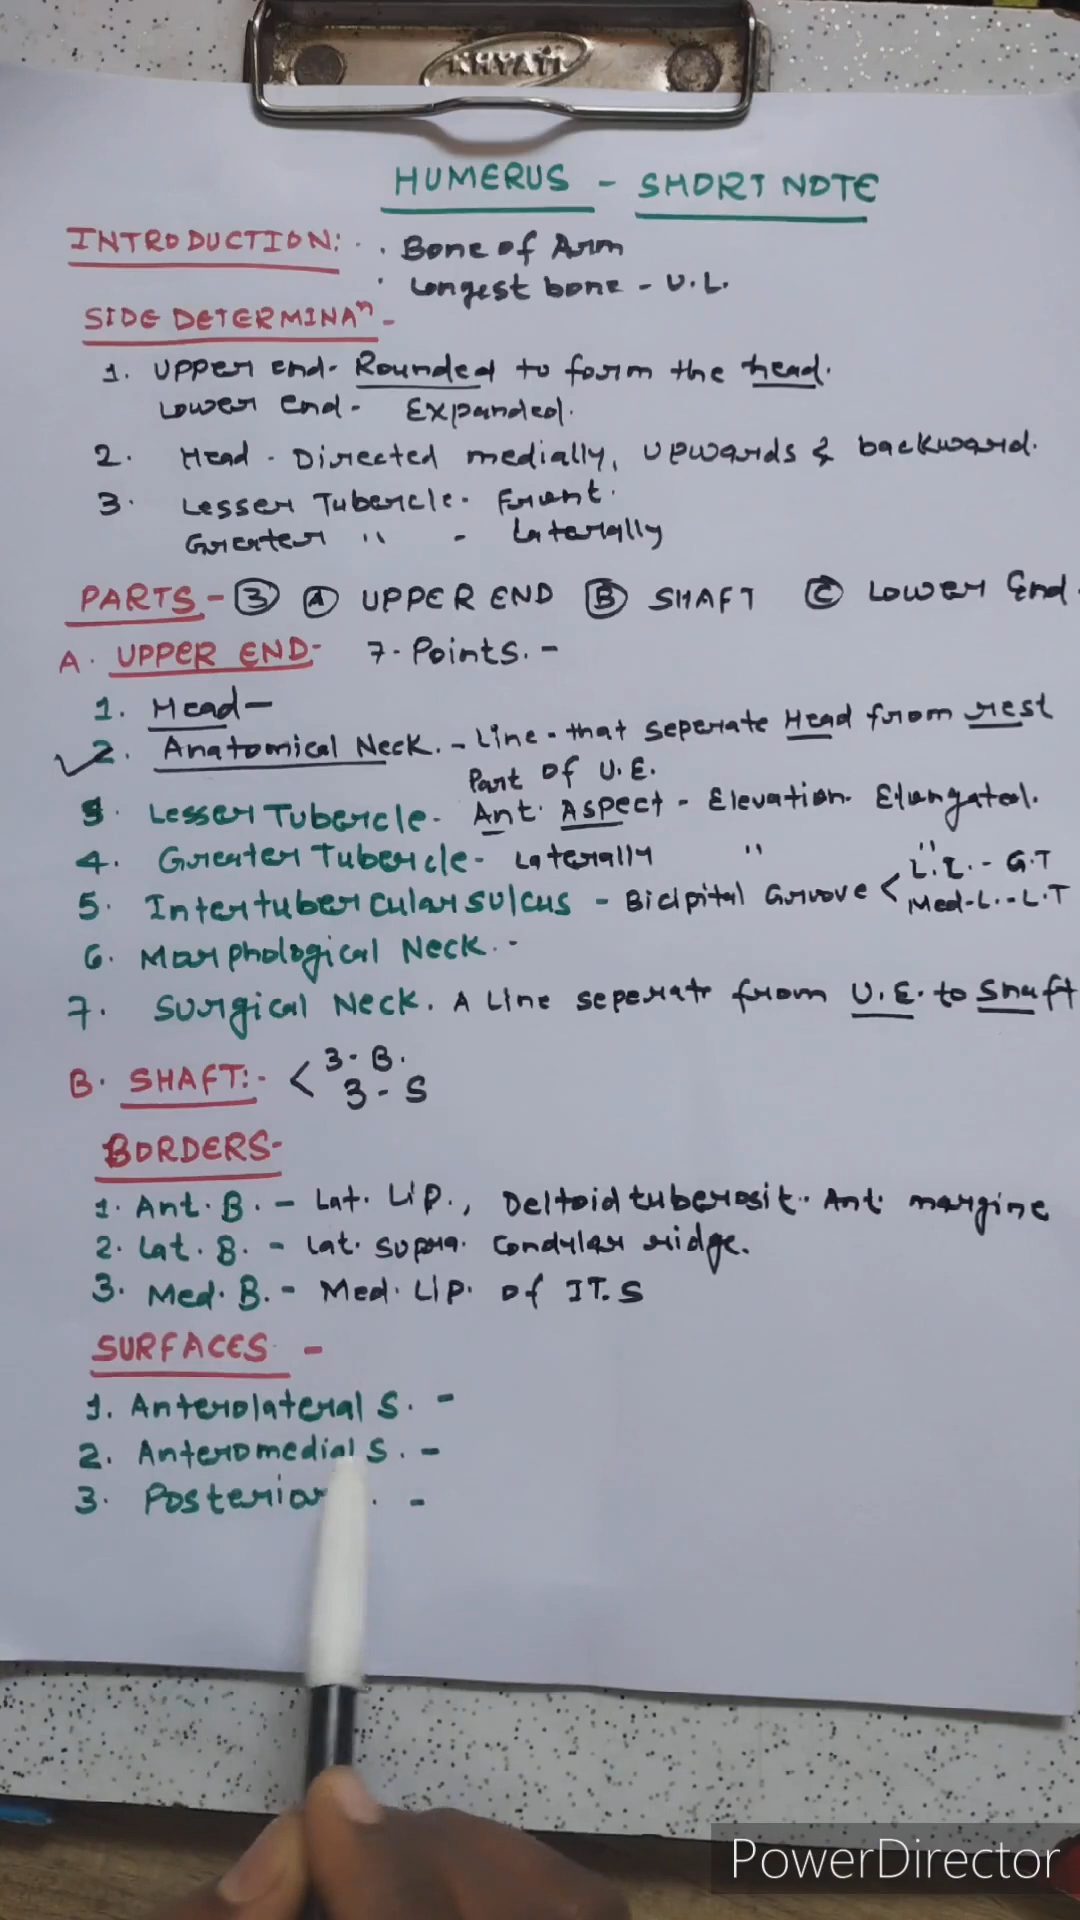 KHYATI
HUMERUS - SHORT NOTE
INTRODUCTION: · Bone of Arm
· Longest bone - U.L.
SIDE DETERMINAⁿ -
1. Upper end- Rounded to form the head.
Lower end- Expanded.
2. Head - Directed medially, upwards & backward.
3. Lesser Tubercle- Front.
Greater " - Laterally
PARTS - ③ Ⓐ UPPER END Ⓑ SHAFT Ⓒ LOWER End.
A. UPPER END- 7-Points. -
1. Head-
2. Anatomical Neck. - Line - that seperate Head from rest
Part of U.E.
3. Lesser Tubercle- Ant. Aspect - Elevation Elongated.
4. Greater Tubercle- Laterally " "
5. Intertubercular sulcus - Bicipital Groove < L.L. - G.T
Med-L. - L.T
6. Morphological Neck. -
7. Surgical Neck. A Line seperate from U.E. to Shaft
B. SHAFT:- < 3-B.
3-S
BORDERS-
1. Ant. B. - Lat. Lip., Deltoid tuberosit.. Ant. margine
2. Lat. B. - Lat. supra. Condylar ridge.
3. Med. B. - Med. Lip. of IT.S
SURFACES -
1. Anterolateral S. -
2. Anteromedial S. -
3. Posterior . -
PowerDirector